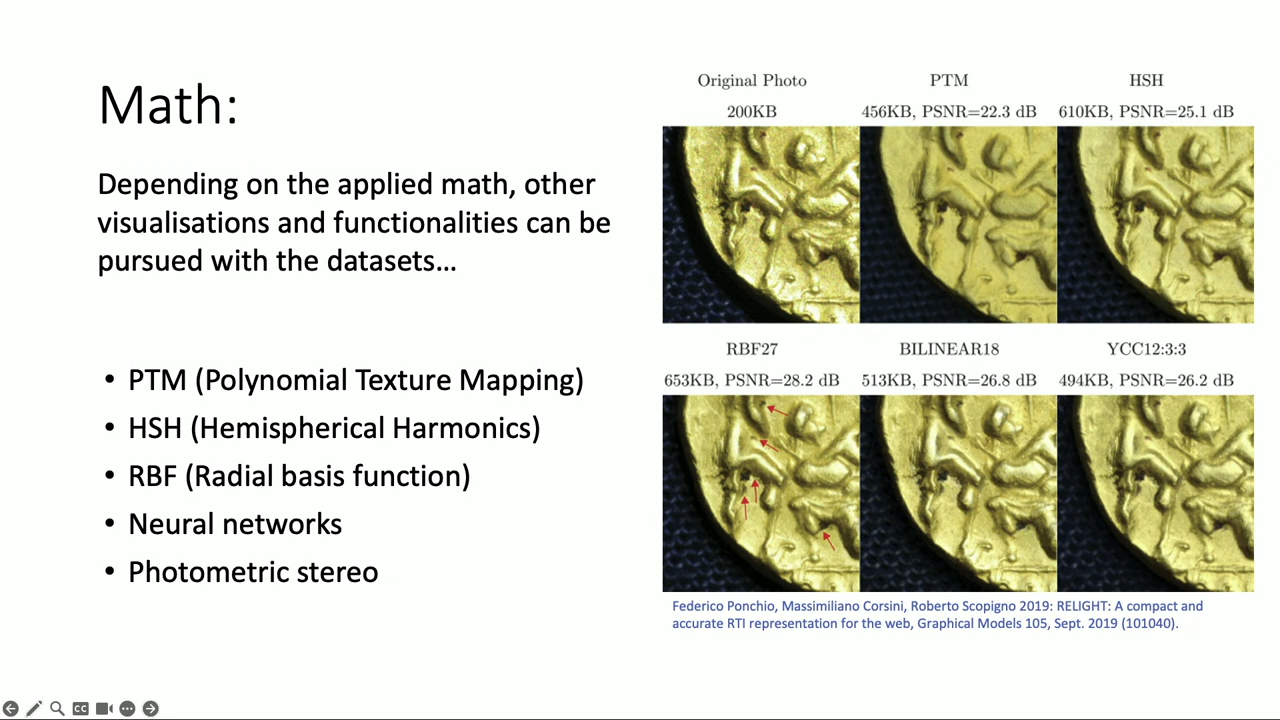 Math:
Depending on the applied math, other
visualisations and functionalities can be
pursued with the datasets…
• PTM (Polynomial Texture Mapping)
• HSH (Hemispherical Harmonics)
• RBF (Radial basis function)
• Neural networks
• Photometric stereo
Original Photo
200KB
PTM
456KB, PSNR=22.3 dB
HSH
610KB, PSNR=25.1 dB
RBF27
653KB, PSNR=28.2 dB
BILINEAR18
513KB, PSNR=26.8 dB
YCC12:3:3
494KB, PSNR=26.2 dB
Federico Ponchio, Massimiliano Corsini, Roberto Scopigno 2019: RELIGHT: A compact and
accurate RTI representation for the web, Graphical Models 105, Sept. 2019 (101040).
CC